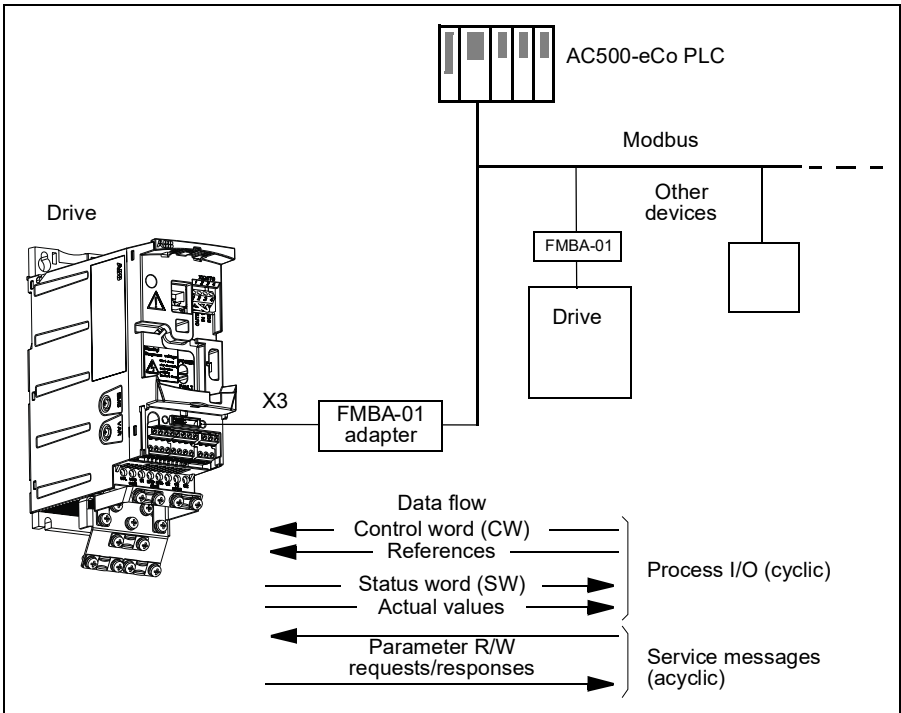 AC500-eCo PLC
Modbus
Other
devices
Drive
FMBA-01
Drive
X3
FMBA-01
adapter
Data flow
Control word (CW)
References
Process I/O (cyclic)
Status word (SW)
Actual values
Parameter R/W
requests/responses
Service messages
(acyclic)